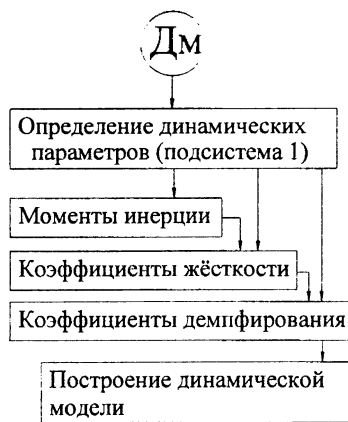 Дм
Определение динамических
параметров (подсистема 1)
Моменты инерции
Коэффициенты жёсткости
Коэффициенты демпфирования
Построение динамической
модели